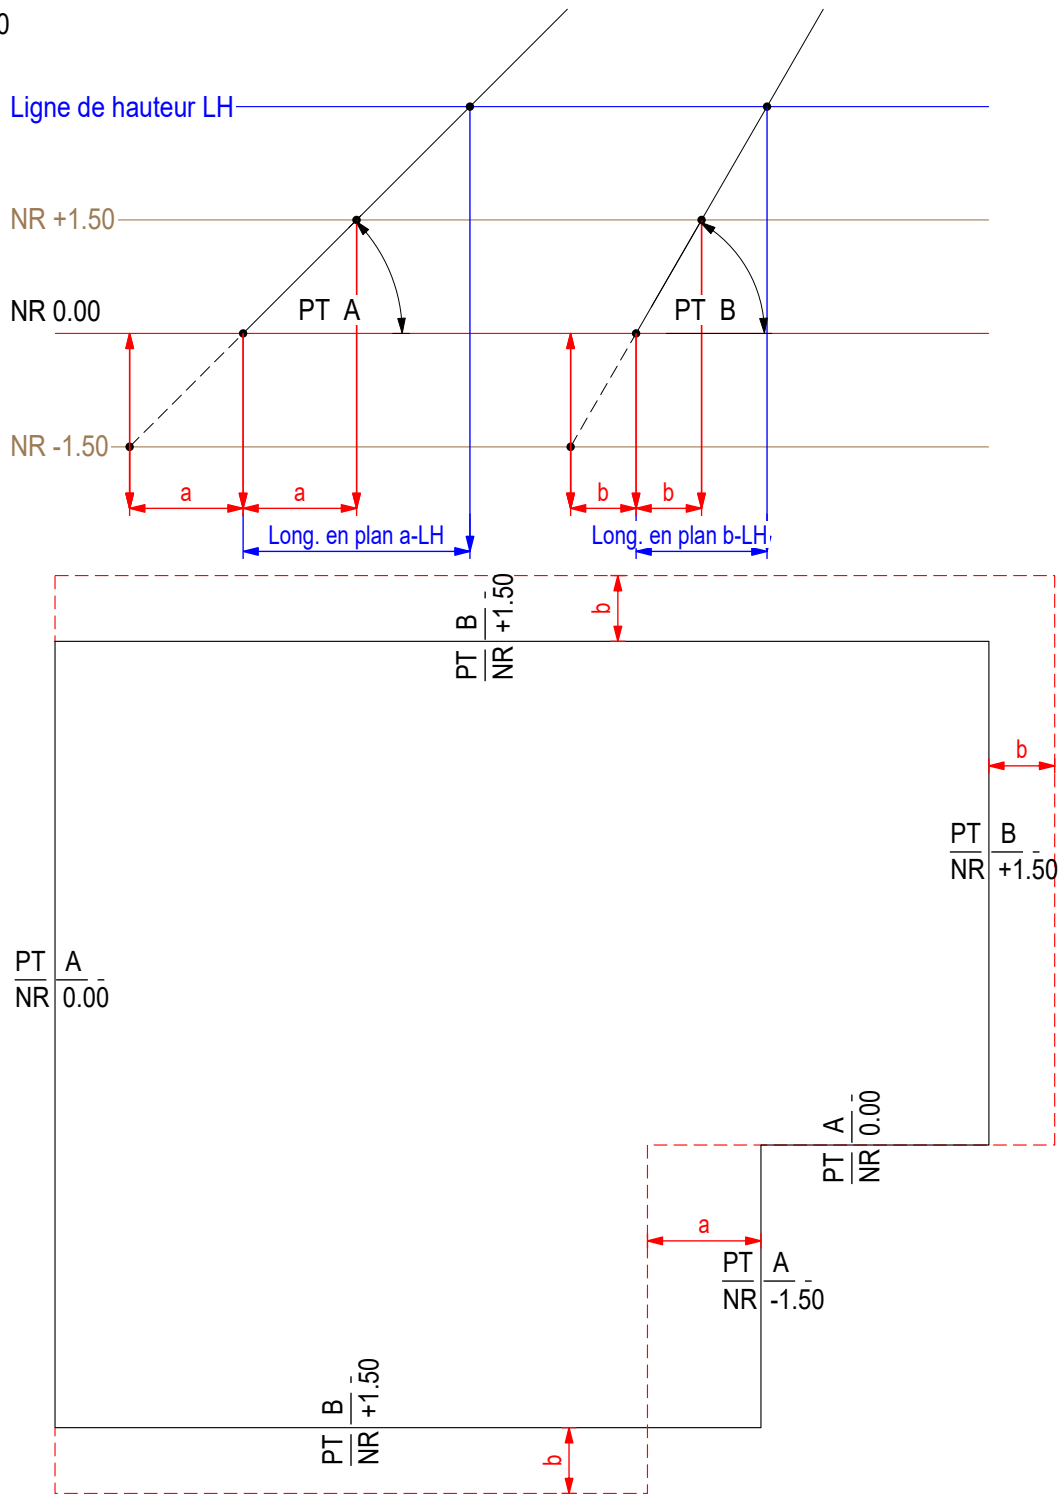 0
Ligne de hauteur LH
NR +1.50
NR 0.00
PT A
PT B
NR -1.50
a
a
b
b
Long. en plan a-LH
Long. en plan b-LH
PT B
NR +1.50
b
b
PT B
NR +1.50
PT A
NR 0.00
PT A
NR 0.00
a
PT A
NR -1.50
PT B
NR +1.50
b